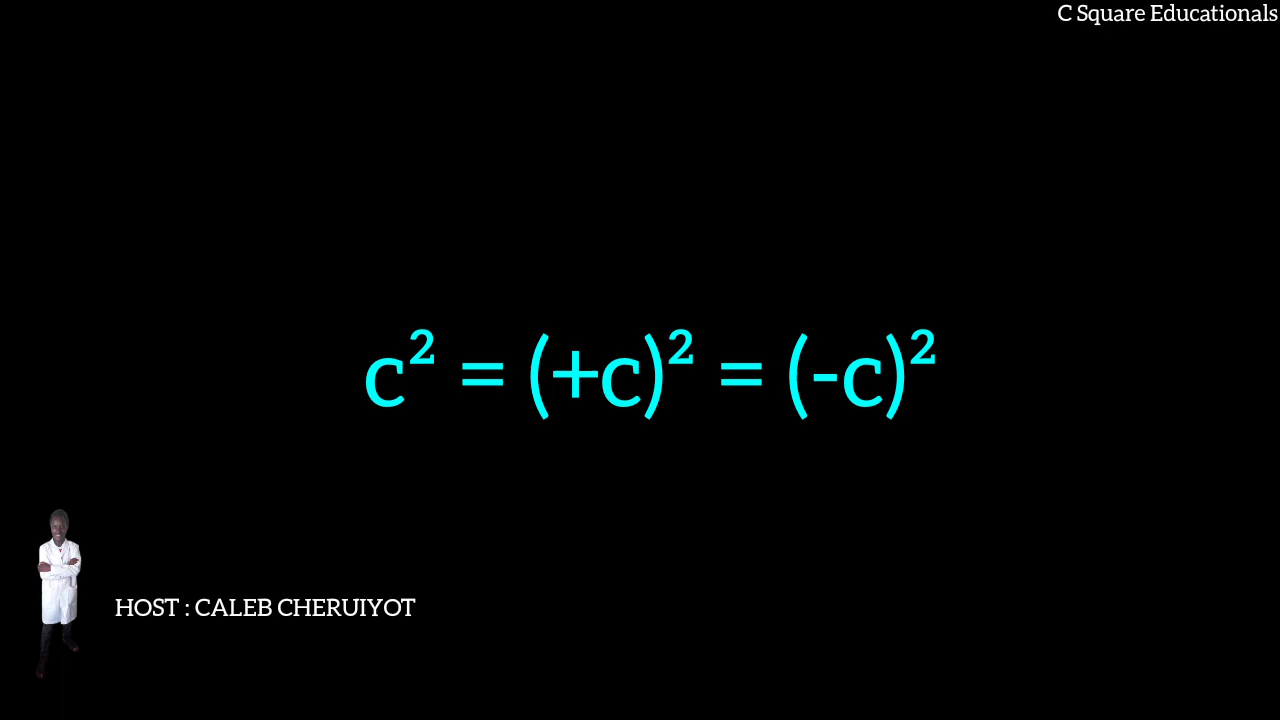 C Square Educationals
c² = (+c)² = (-c)²
HOST : CALEB CHERUIYOT